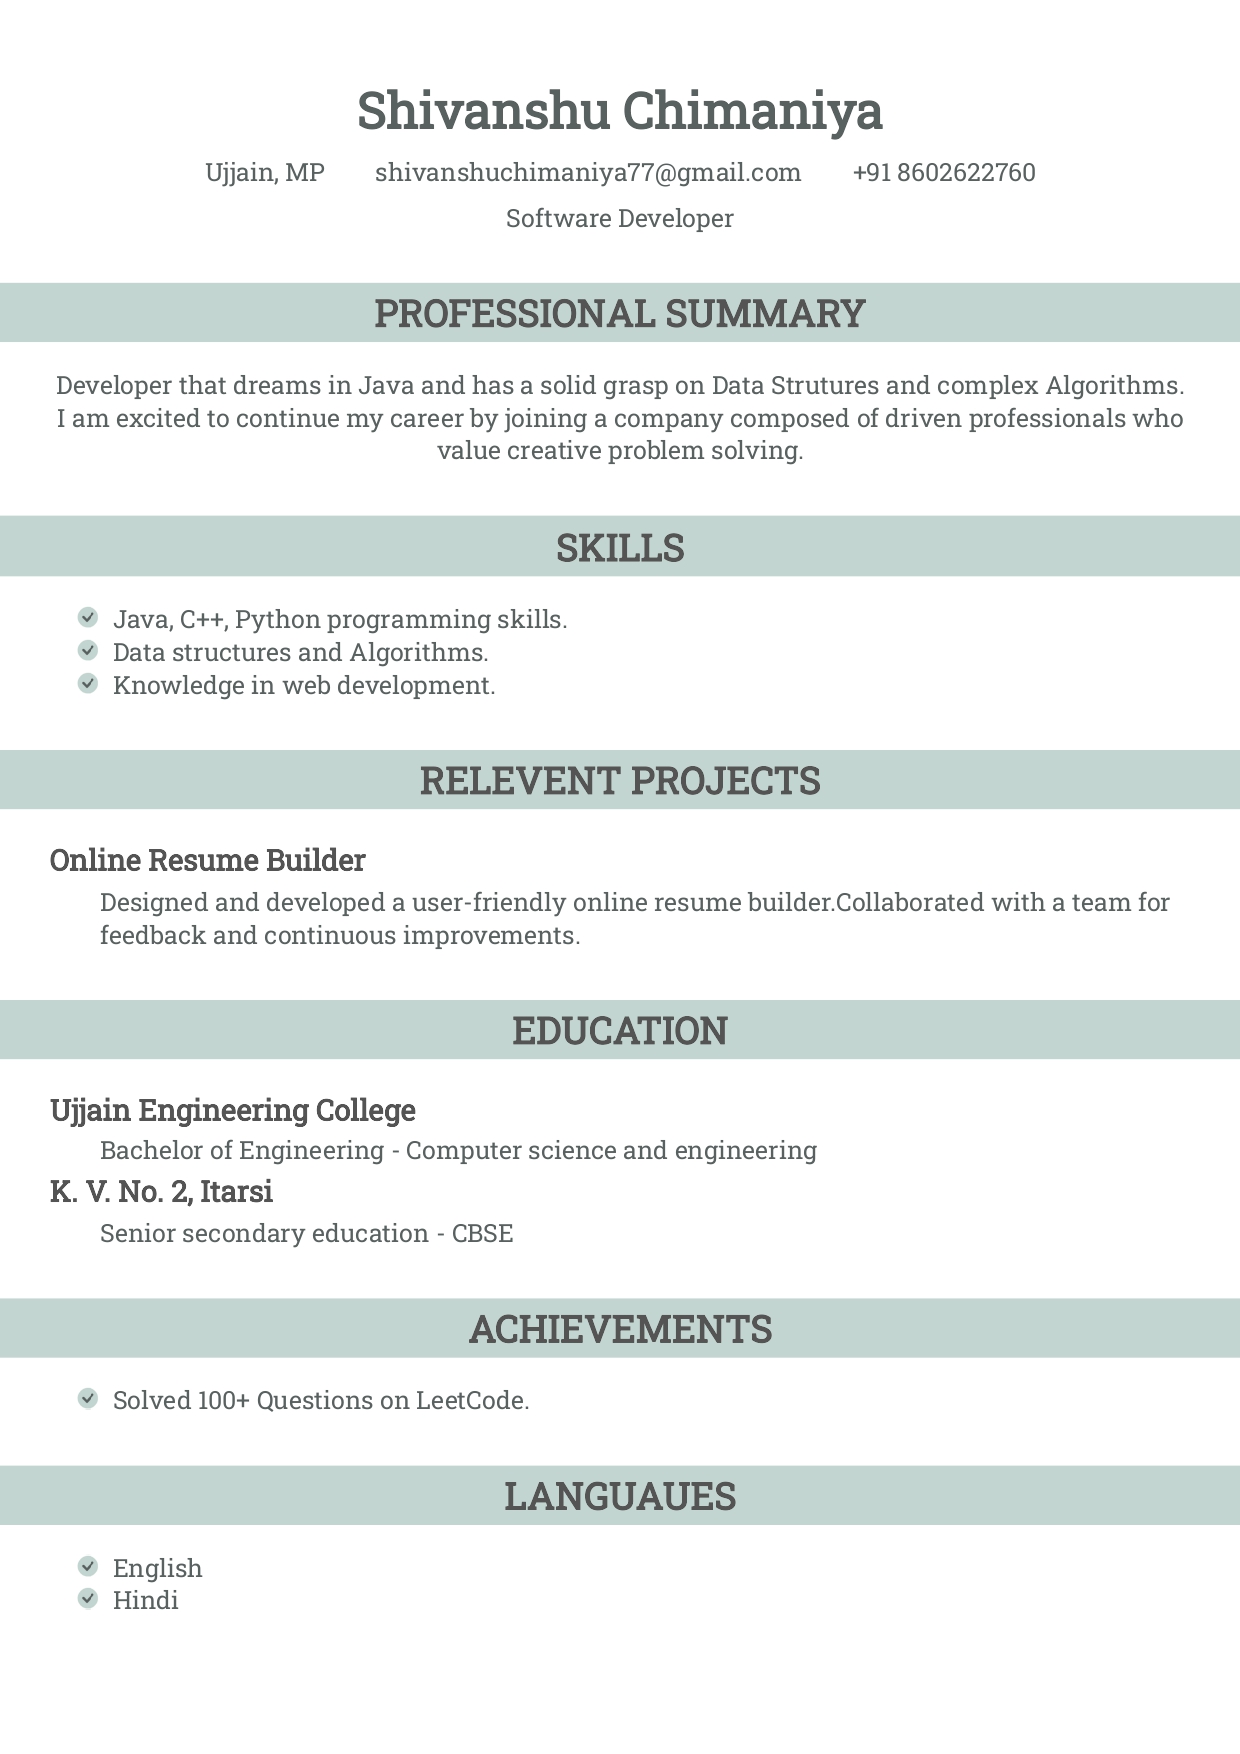 Shivanshu Chimaniya
Ujjain, MP shivanshuchimaniya77@gmail.com +91 8602622760
Software Developer
PROFESSIONAL SUMMARY
Developer that dreams in Java and has a solid grasp on Data Strutures and complex Algorithms.
I am excited to continue my career by joining a company composed of driven professionals who
value creative problem solving.
SKILLS
Java, C++, Python programming skills.
Data structures and Algorithms.
Knowledge in web development.
RELEVENT PROJECTS
Online Resume Builder
Designed and developed a user-friendly online resume builder.Collaborated with a team for
feedback and continuous improvements.
EDUCATION
Ujjain Engineering College
Bachelor of Engineering - Computer science and engineering
K. V. No. 2, Itarsi
Senior secondary education - CBSE
ACHIEVEMENTS
Solved 100+ Questions on LeetCode.
LANGUAUES
English
Hindi